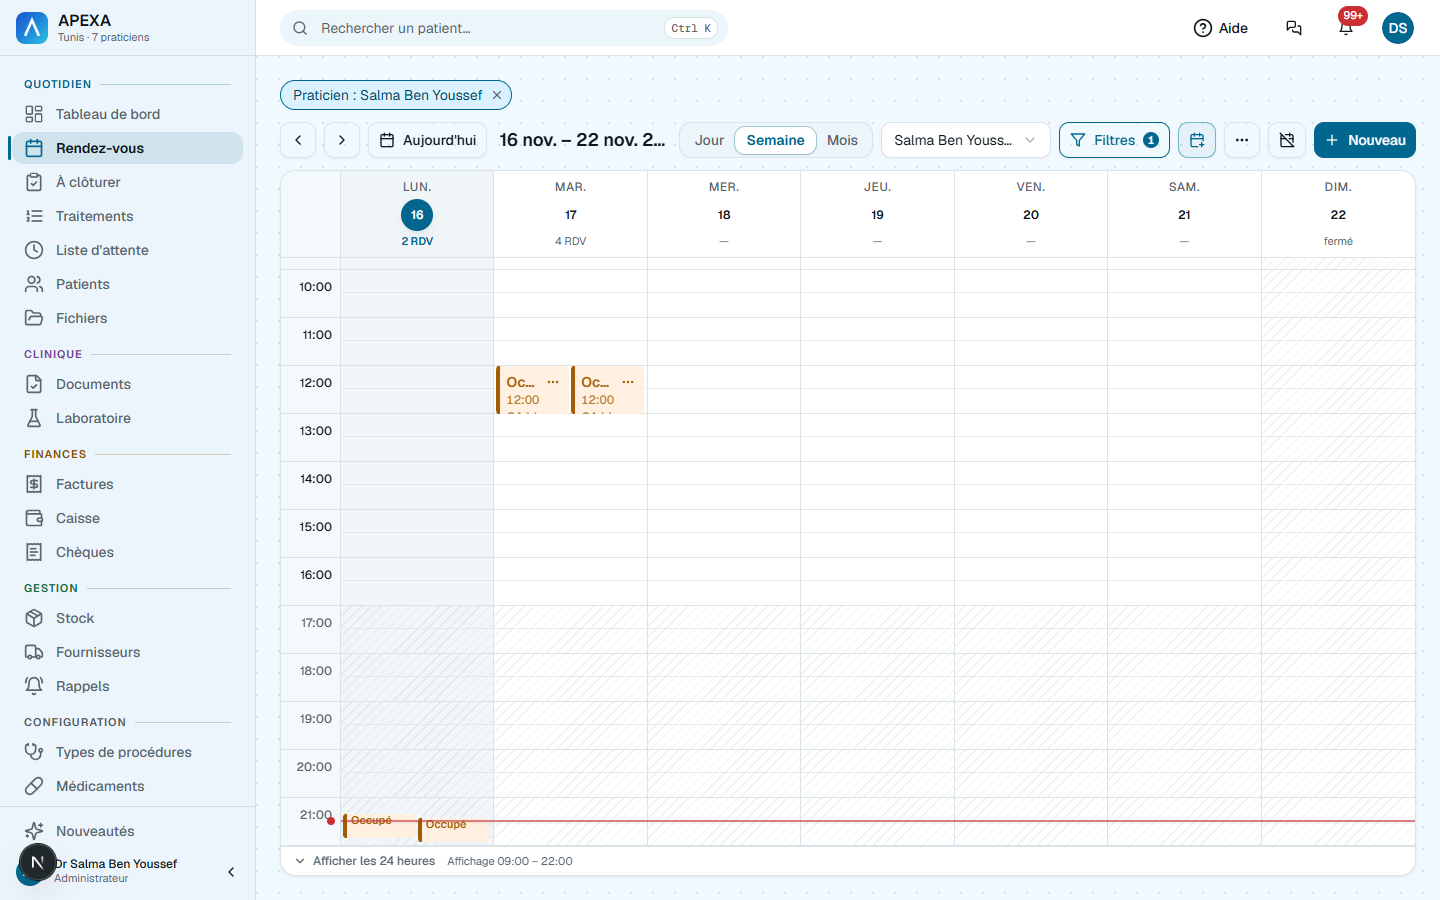 APEXA
Tunis · 7 praticiens
QUOTIDIEN
Tableau de bord
Rendez-vous
À clôturer
Traitements
Liste d'attente
Patients
Fichiers
CLINIQUE
Documents
Laboratoire
FINANCES
Factures
Caisse
Chèques
GESTION
Stock
Fournisseurs
Rappels
CONFIGURATION
Types de procédures
Médicaments
Nouveautés
N
Dr Salma Ben Youssef
Administrateur
Rechercher un patient…
Ctrl K
Aide
99+
DS
Praticien : Salma Ben Youssef
Aujourd'hui
16 nov. – 22 nov. 2…
Jour
Semaine
Mois
Salma Ben Youss…
Filtres
1
Nouveau
LUN.
16
2 RDV
MAR.
17
4 RDV
MER.
18
—
JEU.
19
—
VEN.
20
—
SAM.
21
—
DIM.
22
fermé
10:00
11:00
12:00
13:00
14:00
15:00
16:00
17:00
18:00
19:00
20:00
21:00
Oc…
12:00
Oc…
12:00
Occupé
Occupé
Afficher les 24 heures
Affichage 09:00 – 22:00